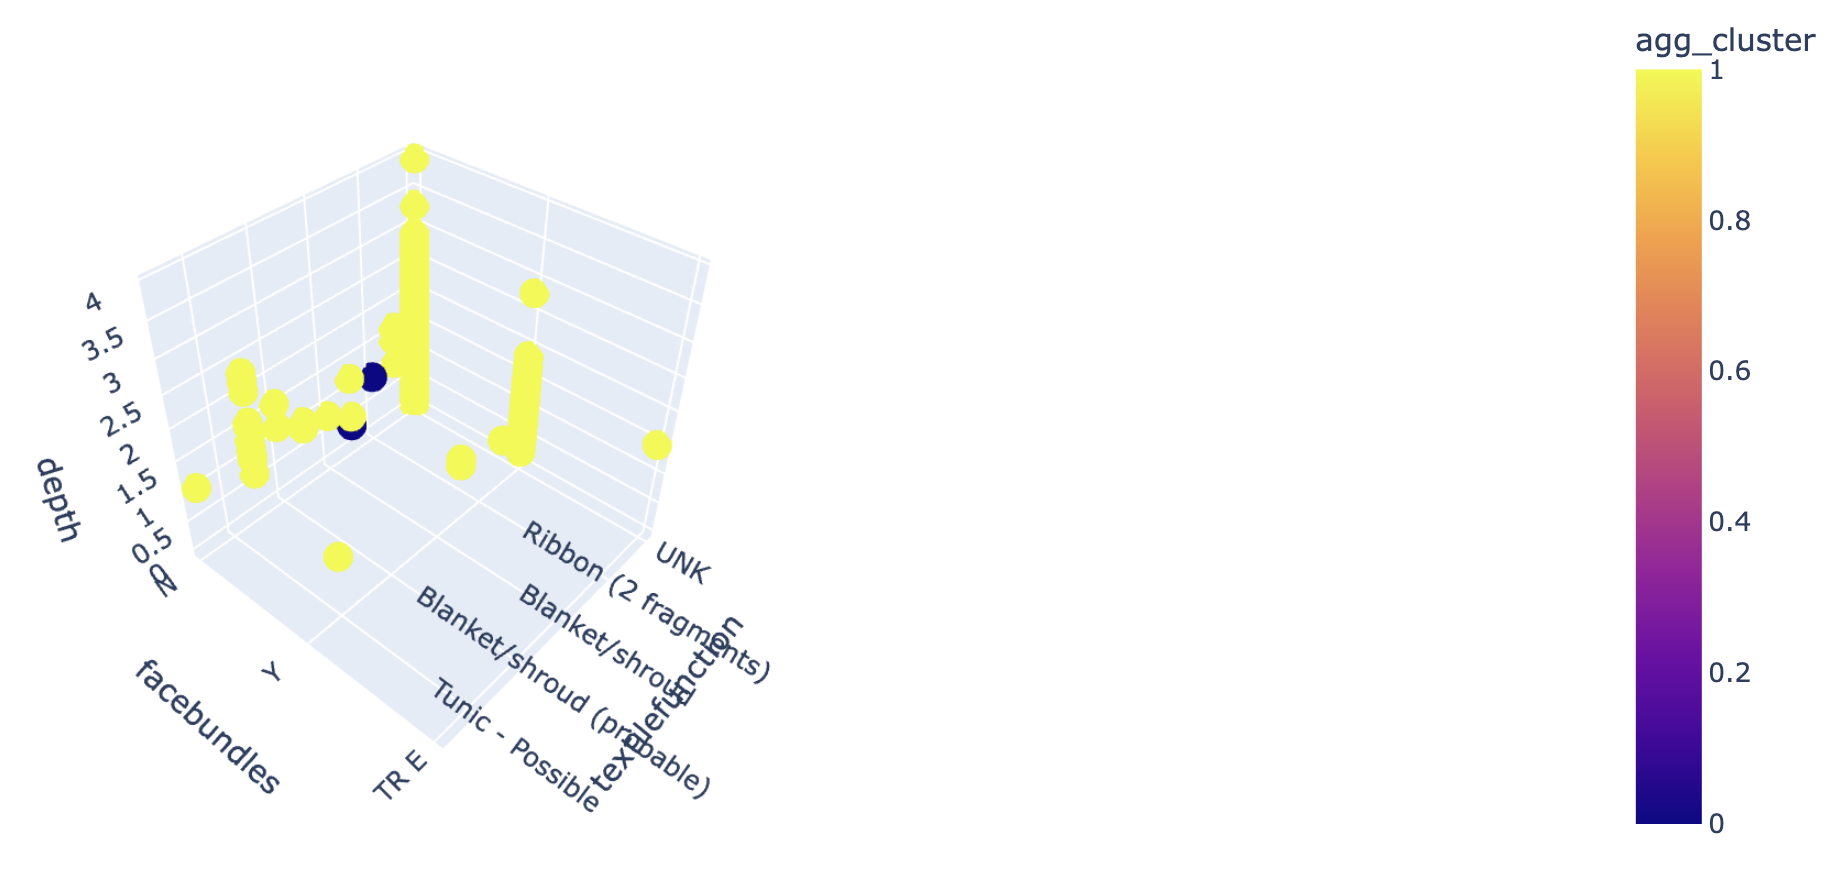 agg_cluster
1
0.8
0.6
0.4
0.2
0
4
3.5
3
2.5
2
1.5
1
0.5
0
depth
N
Y
TR E
facebundles
UNK
Ribbon (2 fragments)
Blanket/shroud
Blanket/shroud (probable)
Tunic - Possible
textilefunction